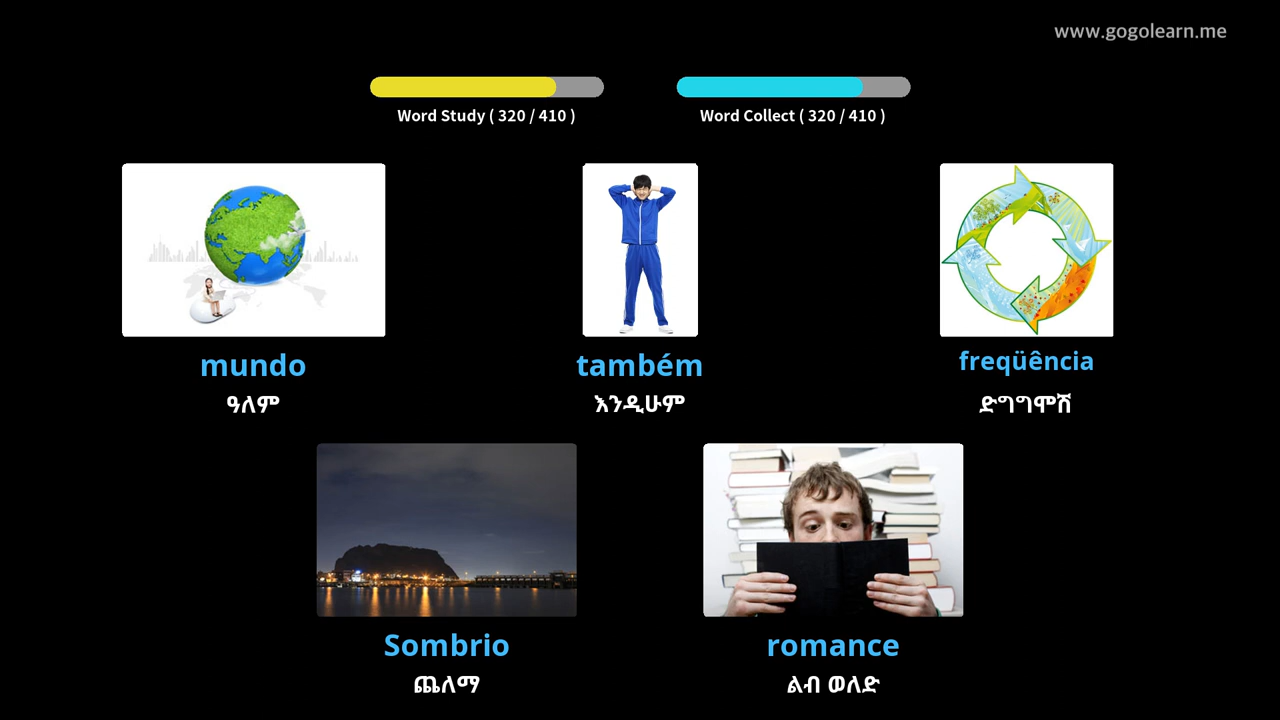 www.gogolearn.me
Word Study ( 320 / 410 )
Word Collect ( 320 / 410 )
mundo
também
freqüência
ዓለም
እንዲሁም
ድግግሞሽ
Sombrio
romance
ጨለማ
ልብ ወለድ